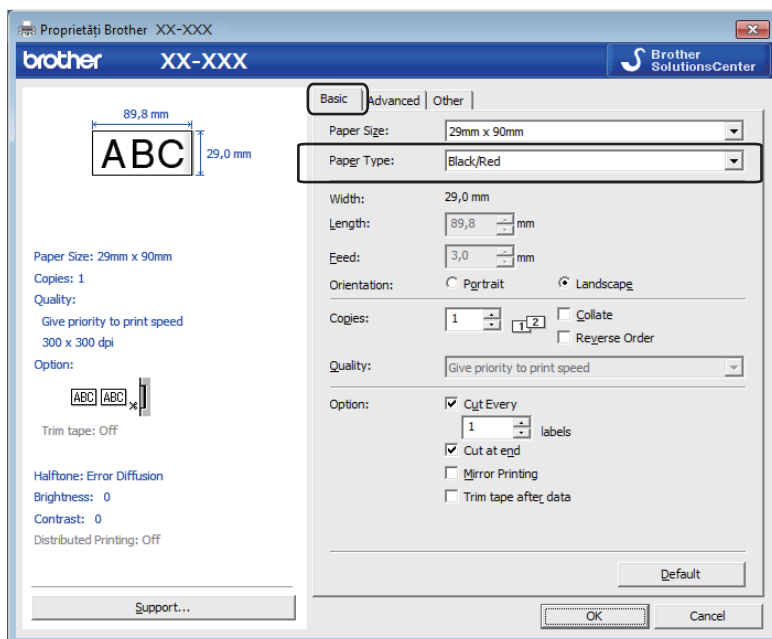 Proprietăți Brother XX-XXX
brother XX-XXX
Brother
SolutionsCenter
89,8 mm
ABC
29,0 mm
Paper Size: 29mm x 90mm
Copies: 1
Quality:
Give priority to print speed
300 x 300 dpi
Option:
ABC ABC
Trim tape: Off
Halftone: Error Diffusion
Brightness: 0
Contrast: 0
Distributed Printing: Off
Support...
Basic Advanced Other
Paper Size: 29mm x 90mm
Paper Type: Black/Red
Width: 29,0 mm
Length: 89,8 mm
Feed: 3,0 mm
Orientation: Portrait Landscape
Copies: 1 1 2 Collate
Reverse Order
Quality: Give priority to print speed
Option: Cut Every
1 labels
Cut at end
Mirror Printing
Trim tape after data
Default
OK Cancel